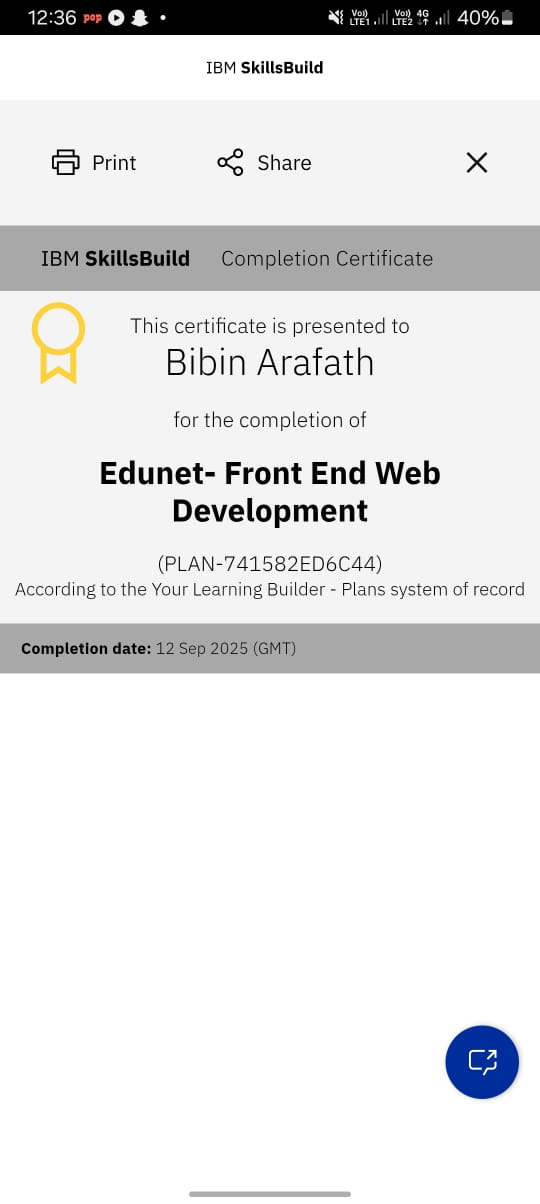 12:36 pop Vo)) LTE1 Vo)) LTE2 4G 40%
IBM SkillsBuild
Print Share
IBM SkillsBuild Completion Certificate
This certificate is presented to
Bibin Arafath
for the completion of
Edunet- Front End Web
Development
(PLAN-741582ED6C44)
According to the Your Learning Builder - Plans system of record
Completion date: 12 Sep 2025 (GMT)